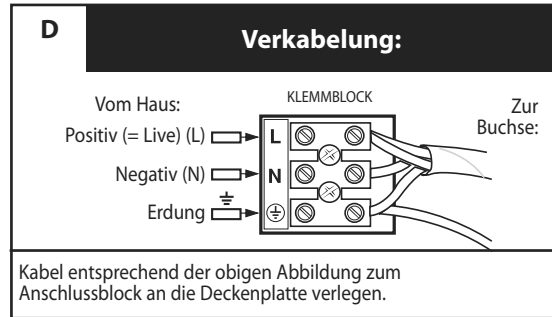 D
Verkabelung:
Vom Haus:
KLEMMBLOCK
Zur
Buchse:
Positiv (= Live) (L)
L
Negativ (N)
N
Erdung
Kabel entsprechend der obigen Abbildung zum
Anschlussblock an die Deckenplatte verlegen.